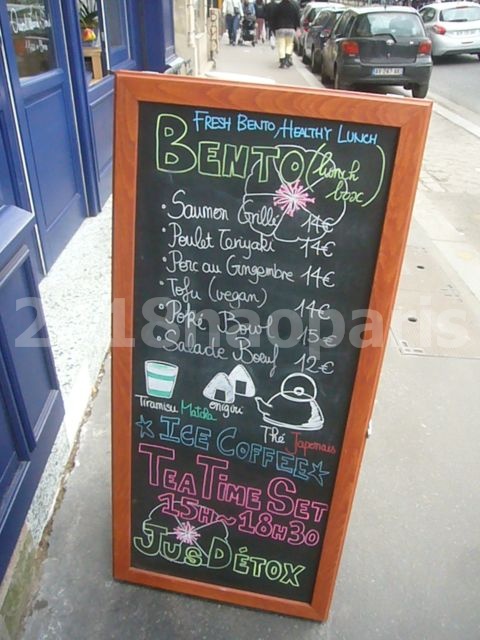 Fresh Bento, Healthy Lunch
Bento (lunch box)
· Saumon Grillé 14€
· Poulet Teriyaki 14€
· Porc au Gingembre 14€
· Tofu (vegan) 14€
· Poké Bowl 15€
· Salade Boeuf 12€
Tiramisu Matcha
onigiri
Thé Japonais
Ice Coffee
Tea Time Set
15h~18h30
Jus Détox
2018naoparis